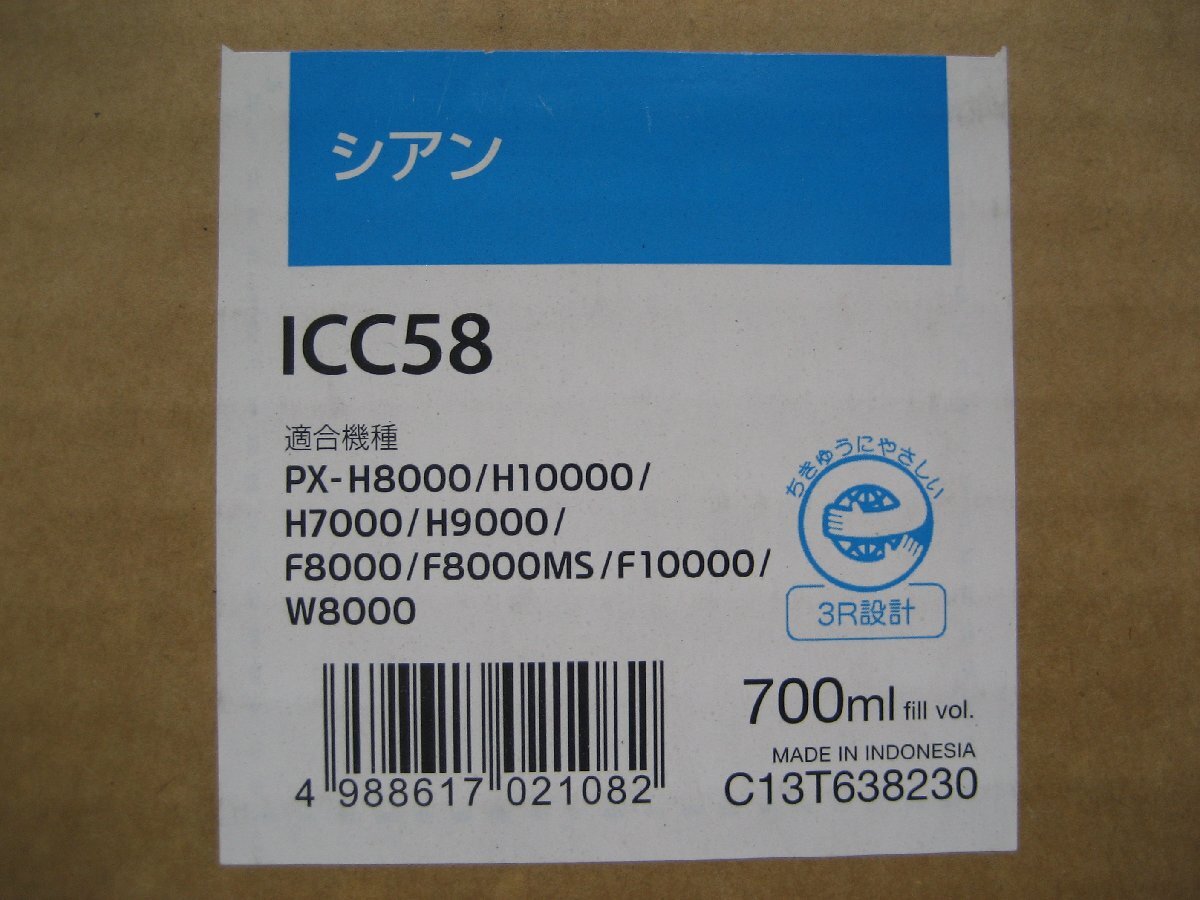 シアン
ICC58
適合機種
PX-H8000/H10000/
H7000/H9000/
F8000/F8000MS/F10000/
W8000
ちきゅうにやさしい
3R設計
4 988617 021082
700ml fill vol.
MADE IN INDONESIA
C13T638230